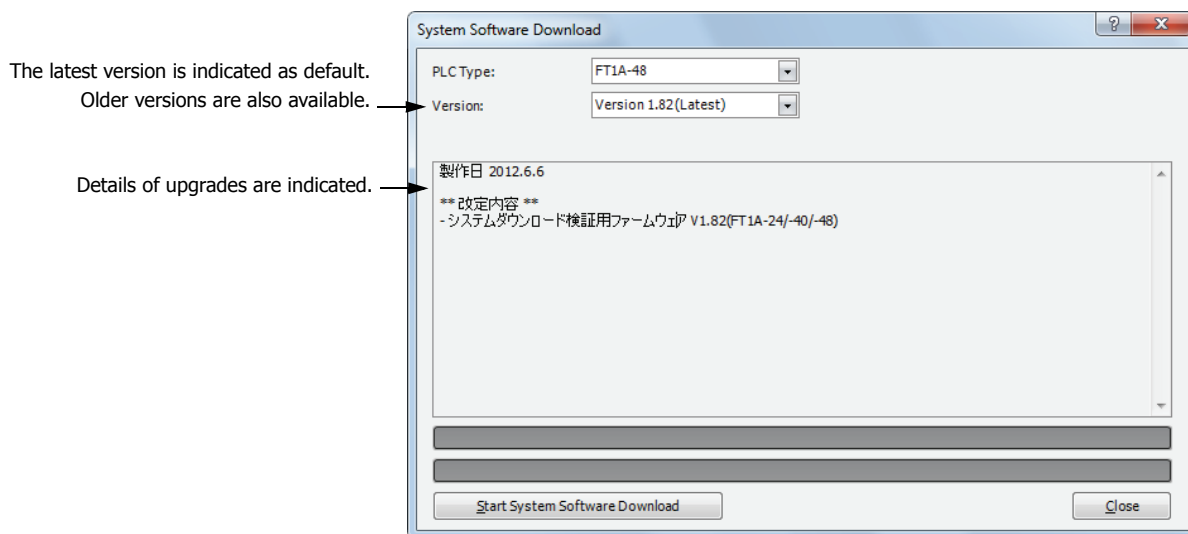 System Software Download
The latest version is indicated as default.
Older versions are also available.
PLC Type:
FT1A-48
Version:
Version 1.82(Latest)
Details of upgrades are indicated.
製作日 2012.6.6
** 改定内容 **
- システムダウンロード検証用ファームウェア V1.82(FT1A-24/-40/-48)
Start System Software Download
Close